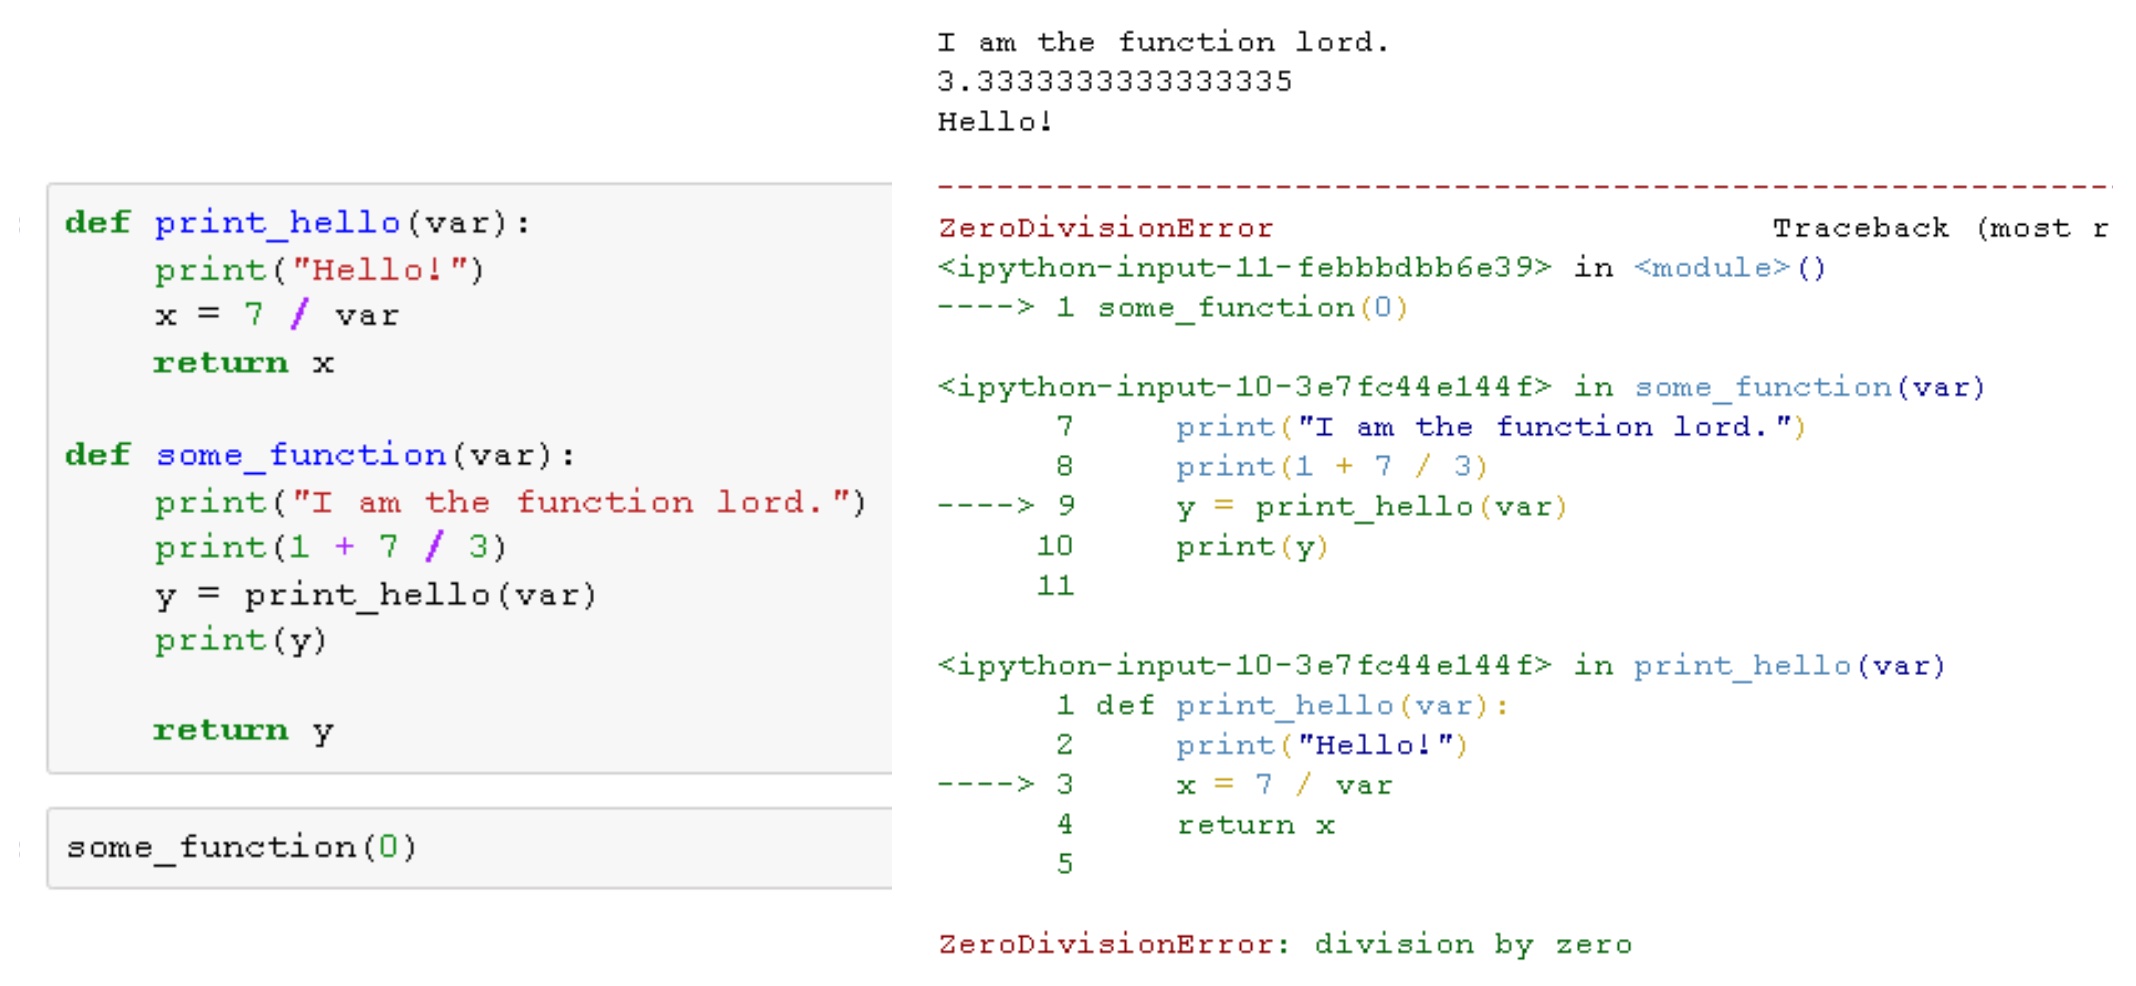 def print_hello(var):
    print("Hello!")
    x = 7 / var
    return x
def some_function(var):
    print("I am the function lord.")
    print(1 + 7 / 3)
    y = print_hello(var)
    print(y)
    return y
some_function(0)
I am the function lord.
3.3333333333333335
Hello!
---------------------------------------------------------------
ZeroDivisionError                         Traceback (most r
<ipython-input-11-febbbdbb6e39> in <module>()
----> 1 some_function(0)
<ipython-input-10-3e7fc44e144f> in some_function(var)
      7     print("I am the function lord.")
      8     print(1 + 7 / 3)
----> 9     y = print_hello(var)
     10     print(y)
     11
<ipython-input-10-3e7fc44e144f> in print_hello(var)
      1 def print_hello(var):
      2     print("Hello!")
----> 3     x = 7 / var
      4     return x
      5
ZeroDivisionError: division by zero